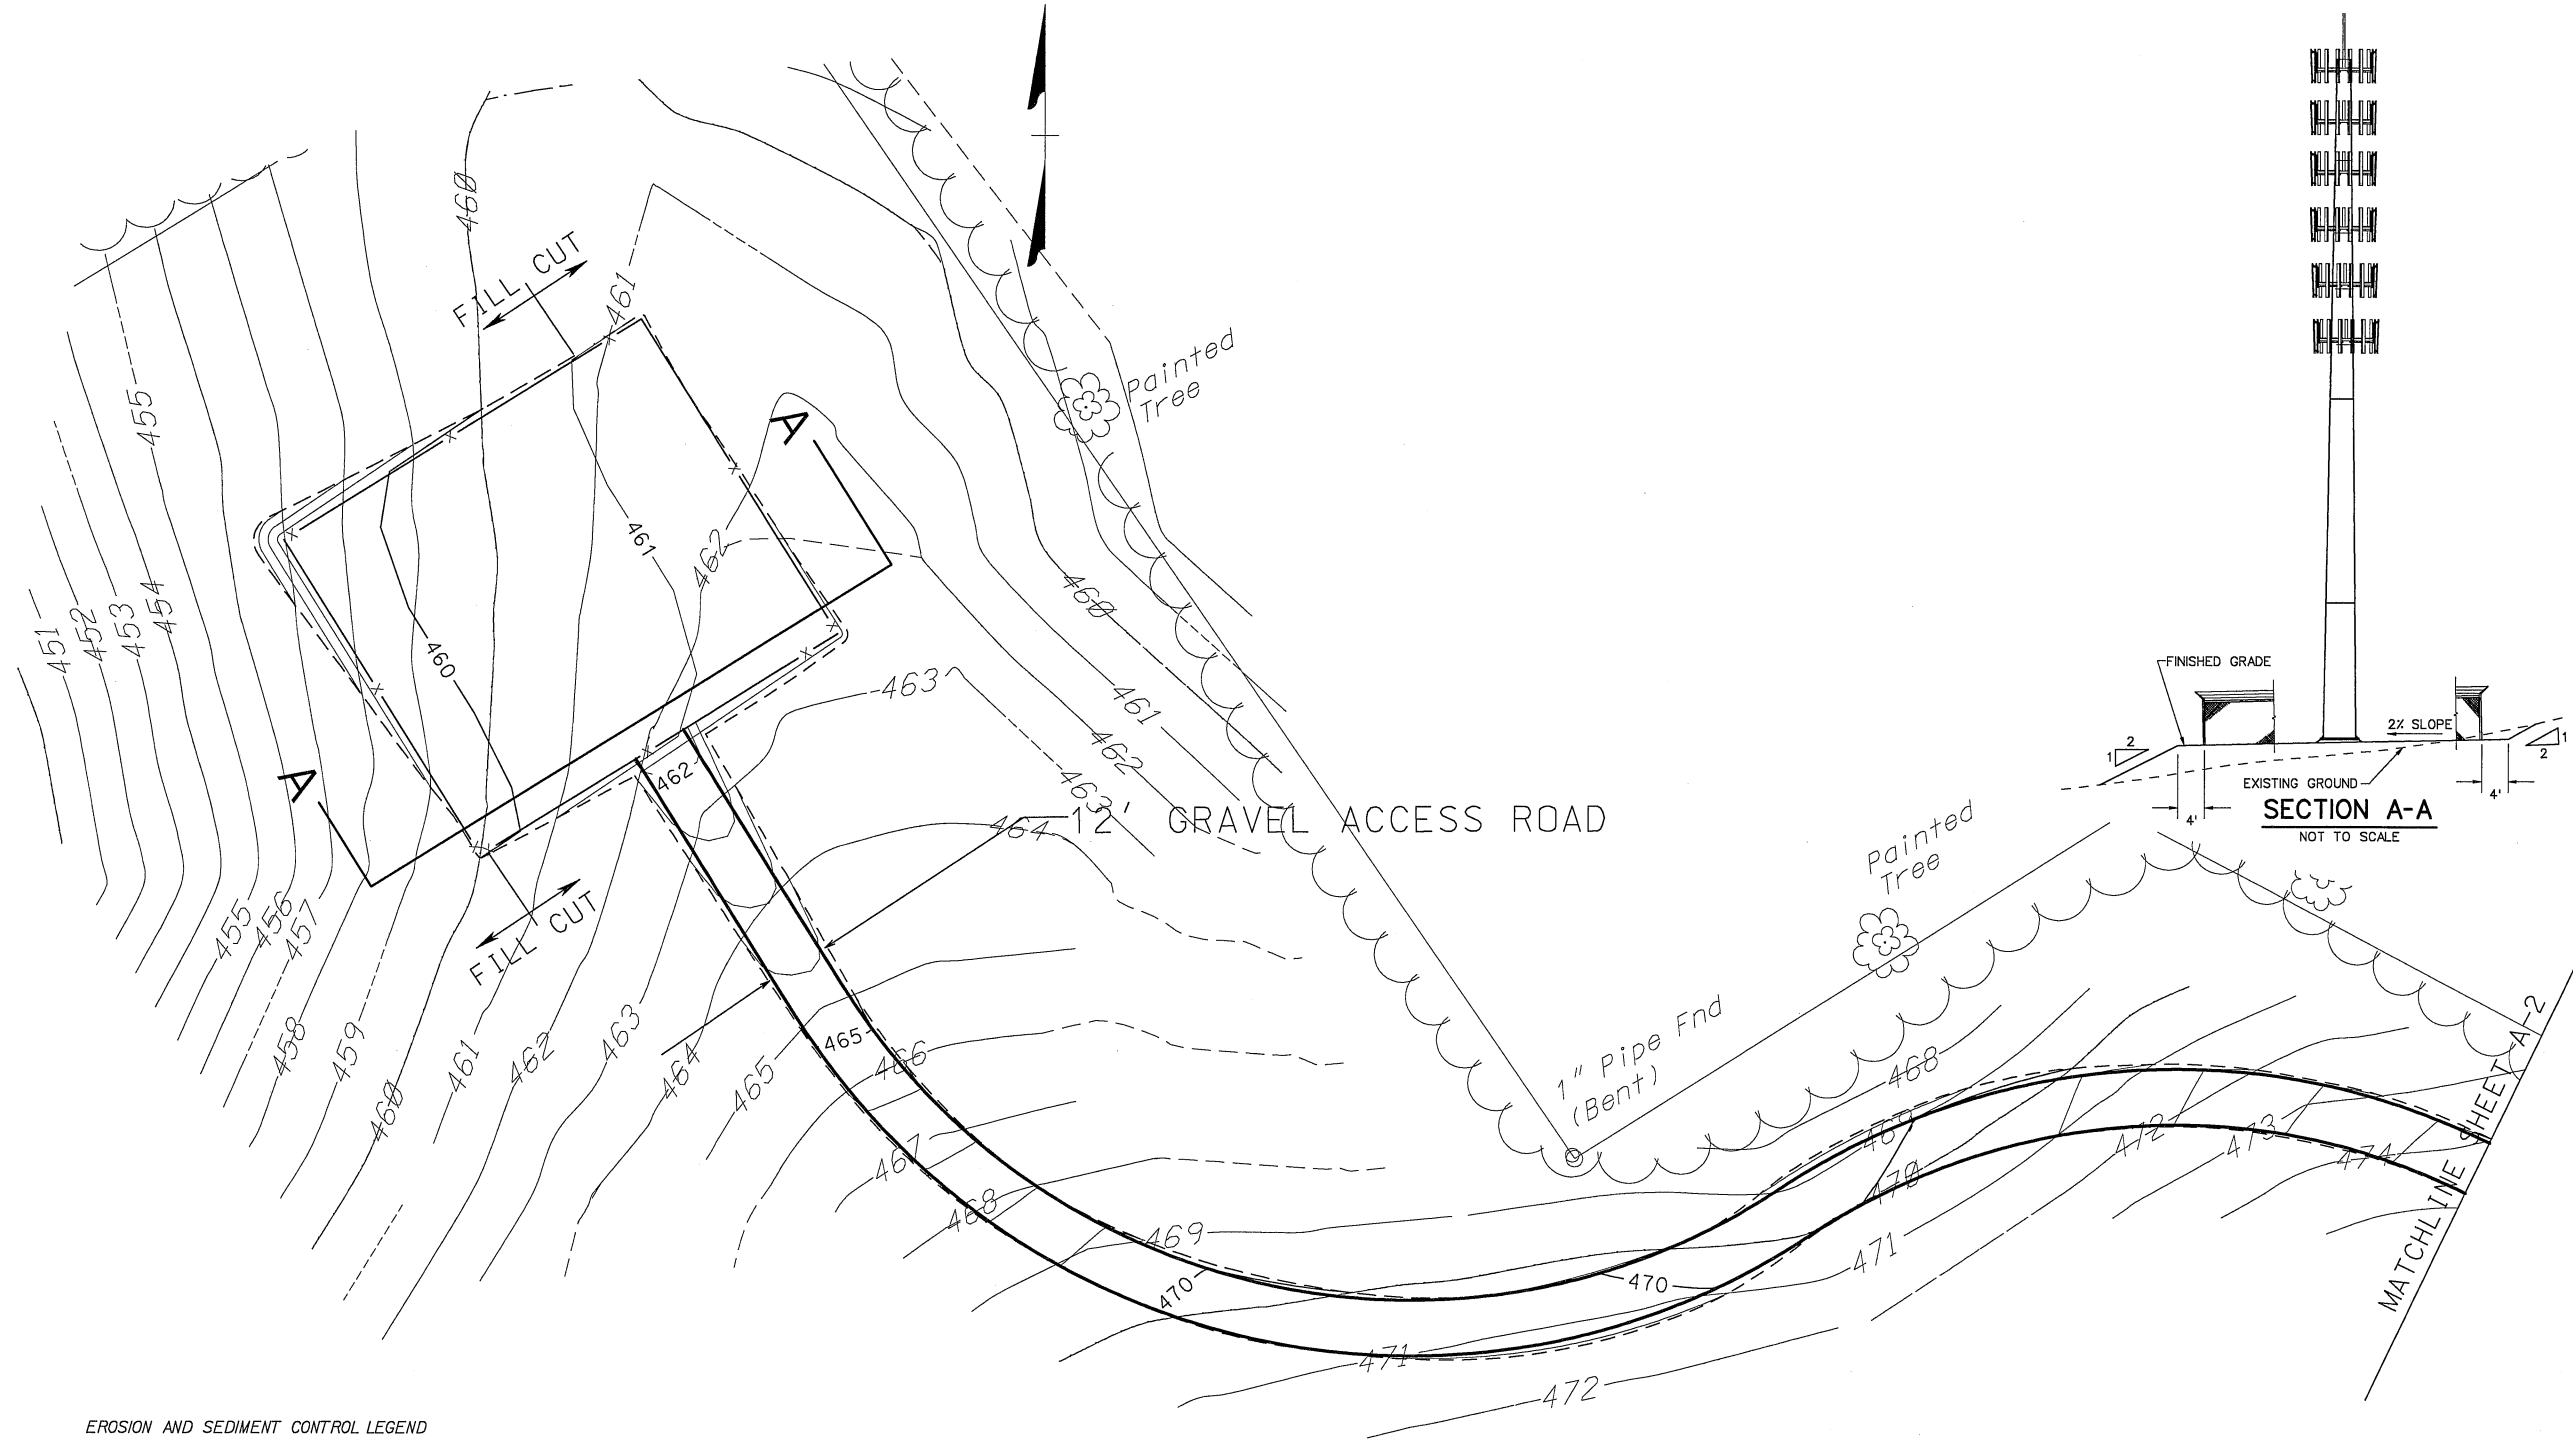 460
FILL CUT
461
Painted
Tree
A
455
461
462
460
451
452
453
454
460
463
461
462
463
464
462
12' GRAVEL ACCESS ROAD
FINISHED GRADE
2% SLOPE
2
1
1
2
EXISTING GROUND
4'
4'
SECTION A-A
NOT TO SCALE
A
Painted
Tree
455
456
457
FILL CUT
458
459
460
461
462
463
464
465
465
466
467
468
469
470
470
471
472
1" Pipe Fnd
(Bent)
468
469
470
471
472
473
474
MATCHLINE SHEET A-2
EROSION AND SEDIMENT CONTROL LEGEND